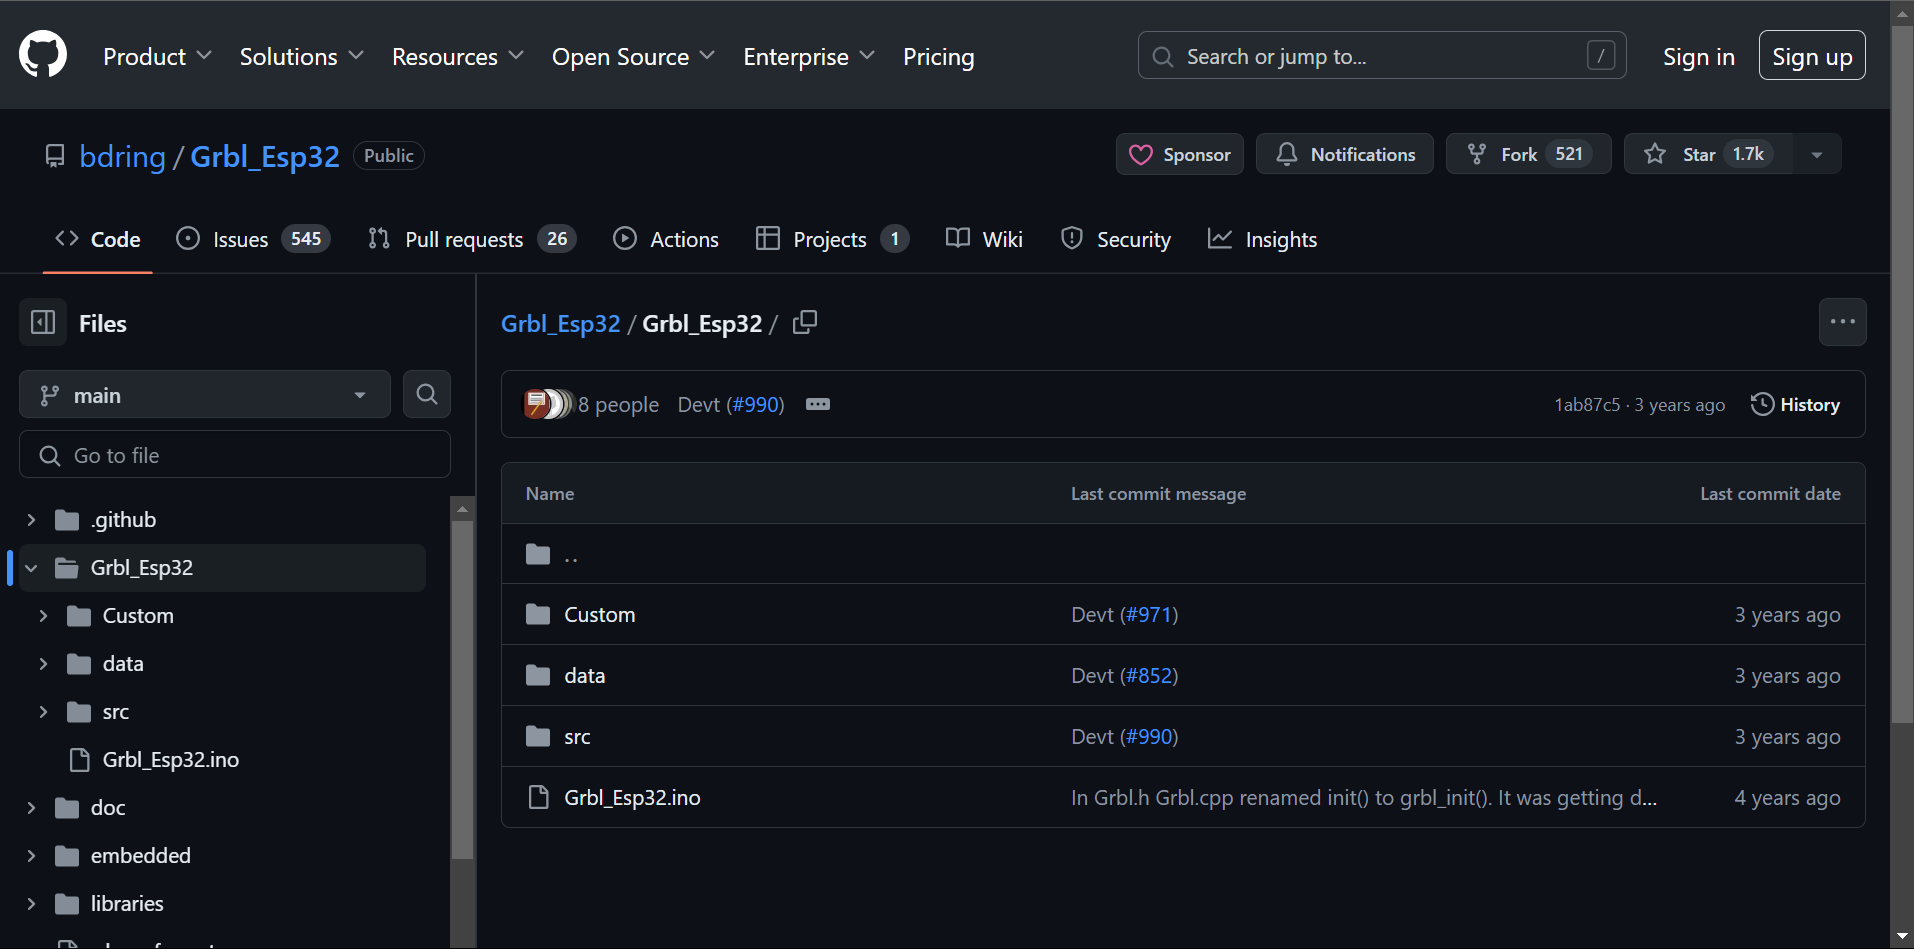 Product Solutions Resources Open Source Enterprise Pricing Search or jump to... / Sign in Sign up
bdring / Grbl_Esp32 Public Sponsor Notifications Fork 521 Star 1.7k
Code Issues 545 Pull requests 26 Actions Projects 1 Wiki Security Insights
Files
main
Go to file
.github
Grbl_Esp32
Custom
data
src
Grbl_Esp32.ino
doc
embedded
libraries
Grbl_Esp32 / Grbl_Esp32 /
8 people Devt (#990) 1ab87c5 · 3 years ago History
Name Last commit message Last commit date
..
Custom Devt (#971) 3 years ago
data Devt (#852) 3 years ago
src Devt (#990) 3 years ago
Grbl_Esp32.ino In Grbl.h Grbl.cpp renamed init() to grbl_init(). It was getting d... 4 years ago